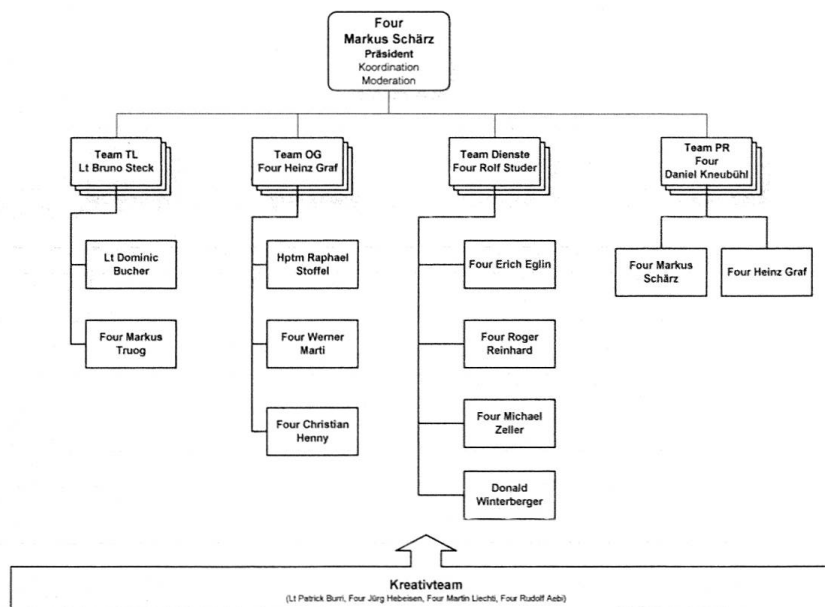 Four
Markus Schärz
Präsident
Koordination
Moderation
Team TL
Lt Bruno Steck
Team OG
Four Heinz Graf
Team Dienste
Four Rolf Studer
Team PR
Four
Daniel Kneubühl
Lt Dominic
Bucher
Four Markus
Truog
Hptm Raphael
Stoffel
Four Werner
Marti
Four Christian
Henny
Four Erich Eglin
Four Roger
Reinhard
Four Michael
Zeller
Donald
Winterberger
Four Markus
Schärz
Four Heinz Graf
Kreativteam
(Lt Patrick Burri, Four Jürg Hebeisen, Four Martin Liechti, Four Rudolf Aebi)